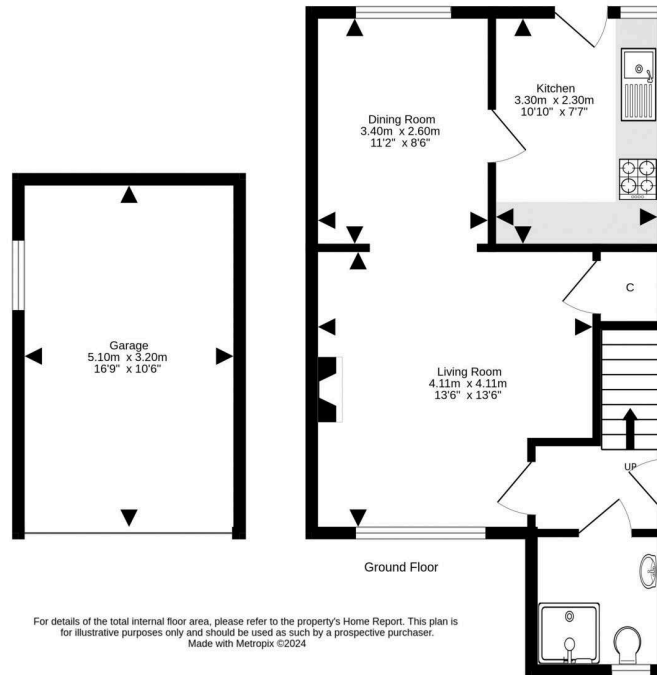 Dining Room
3.40m x 2.60m
11'2" x 8'6"
Kitchen
3.30m x 2.30m
10'10" x 7'7"
C
Garage
5.10m x 3.20m
16'9" x 10'6"
Living Room
4.11m x 4.11m
13'6" x 13'6"
UP
Ground Floor
For details of the total internal floor area, please refer to the property's Home Report. This plan is
for illustrative purposes only and should be used as such by a prospective purchaser.
Made with Metropix ©2024